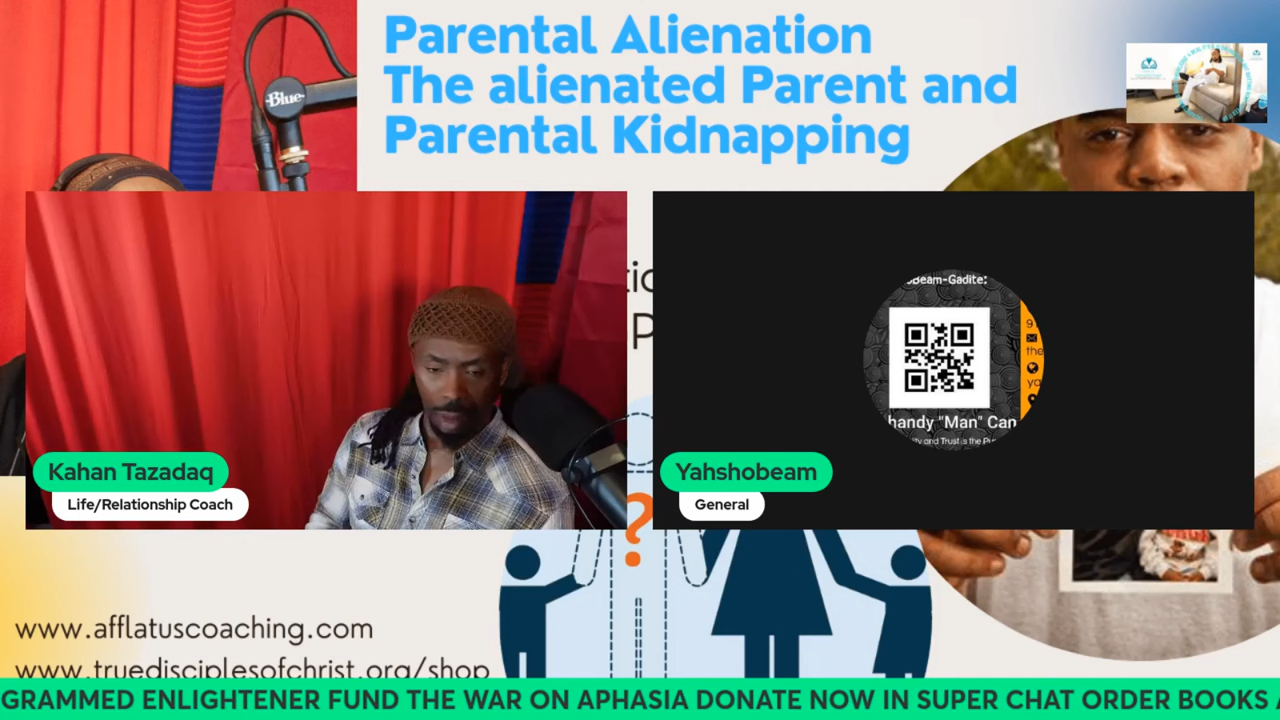 Parental Alienation
The alienated Parent and
Parental Kidnapping
Blue
Beam-Gadite:
handy "Man" Can
Kahan Tazadaq
Life/Relationship Coach
Yahshobeam
General
?
www.afflatuscoaching.com
www.truedisciplesofchrist.org/shop
GRAMMED ENLIGHTENER FUND THE WAR ON APHASIA DONATE NOW IN SUPER CHAT ORDER BOOKS